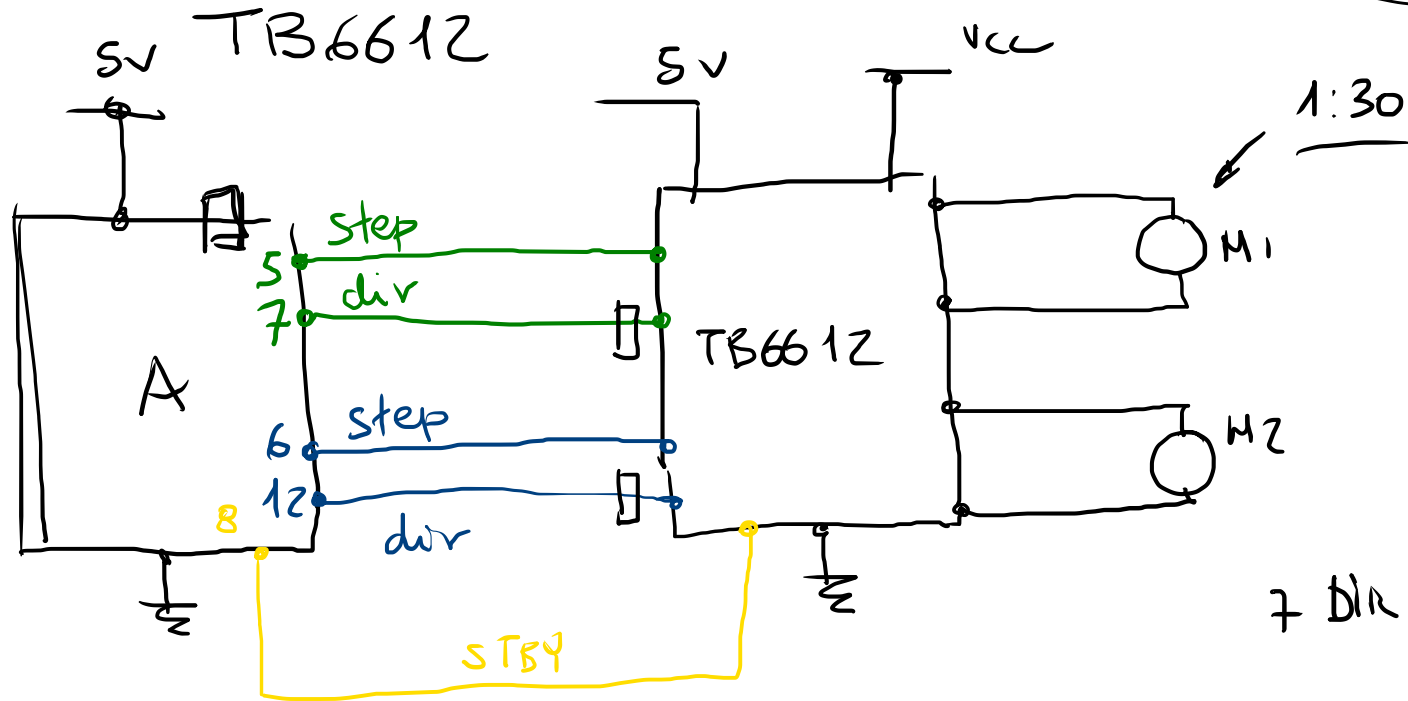 TB6612
5V
5V
Vcc
1:30
step
5
dir
7
M1
TB6612
A
step
6
M2
12
8
dir
7 DIR
STBY